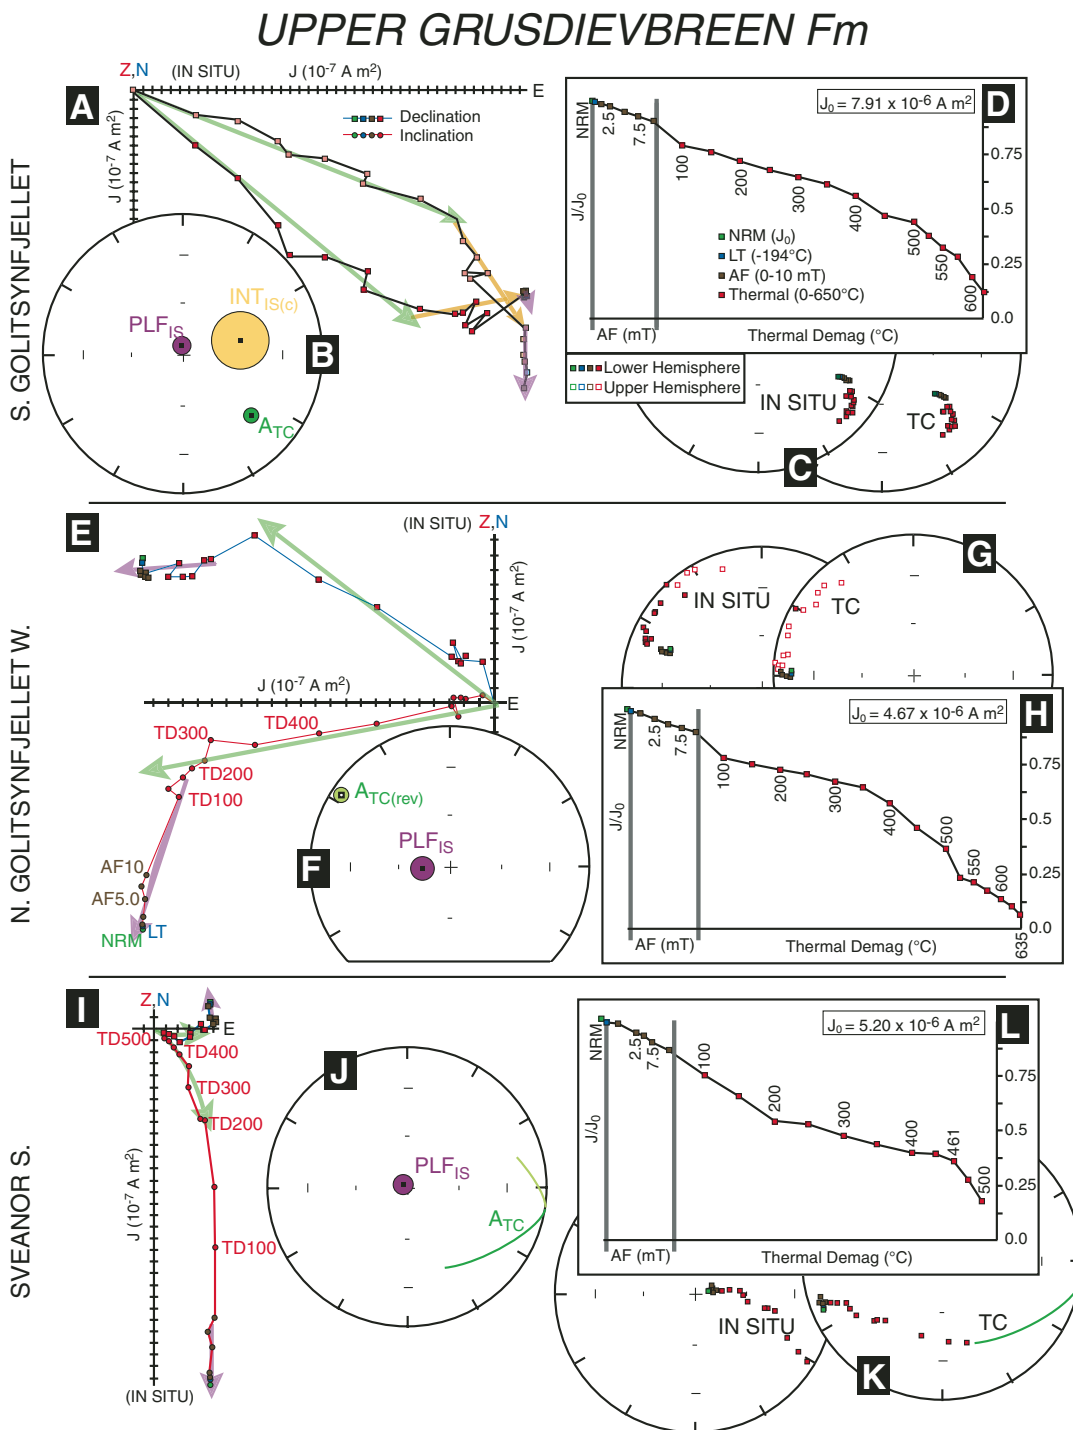 UPPER GRUSDIEVBREEN Fm
S. GOLITSYNFJELLET
A
Z,N
(IN SITU)
J (10-7 A m2)
E
J (10-7 A m2)
Declination
Inclination
B
INTIS(c)
PLFIS
ATC
D
J0 = 7.91 x 10-6 A m2
NRM
2.5
7.5
100
200
300
400
500
550
600
0.75
0.5
0.25
0.0
J/J0
NRM (J0)
LT (-194°C)
AF (0-10 mT)
Thermal (0-650°C)
AF (mT)
Thermal Demag (°C)
Lower Hemisphere
Upper Hemisphere
IN SITU
TC
C
N. GOLITSYNFJELLET W.
E
(IN SITU)
Z,N
J (10-7 A m2)
J (10-7 A m2)
E
TD400
TD300
TD200
TD100
AF10
AF5.0
NRM
LT
F
ATC(rev)
PLFIS
G
IN SITU
TC
H
J0 = 4.67 x 10-6 A m2
NRM
2.5
7.5
100
200
300
400
500
550
600
635
0.75
0.5
0.25
0.0
J/J0
AF (mT)
Thermal Demag (°C)
SVEANOR S.
I
Z,N
E
TD500
TD400
TD300
TD200
TD100
J (10-7 A m2)
(IN SITU)
J
PLFIS
ATC
L
J0 = 5.20 x 10-6 A m2
NRM
2.5
7.5
100
200
300
400
461
500
0.75
0.5
0.25
0.0
J/J0
AF (mT)
Thermal Demag (°C)
IN SITU
TC
K